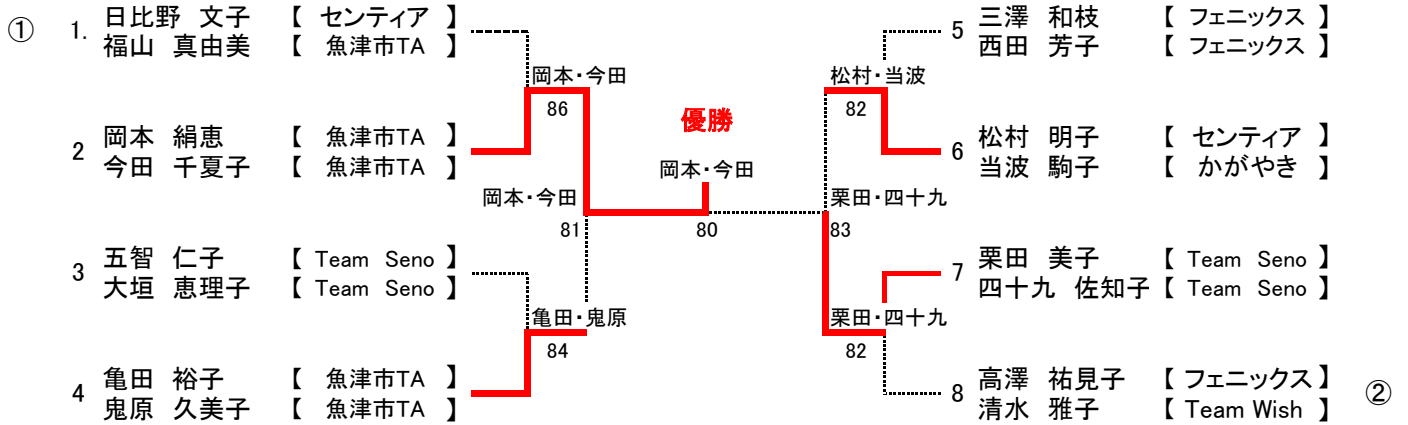 ① 1. 日比野 文子 【 センティア 】
福山 真由美 【 魚津市TA 】
岡本・今田
86
2 岡本 絹恵 【 魚津市TA 】
今田 千夏子 【 魚津市TA 】
岡本・今田
81
3 五智 仁子 【 Team Seno 】
大垣 恵理子 【 Team Seno 】
亀田・鬼原
84
4 亀田 裕子 【 魚津市TA 】
鬼原 久美子 【 魚津市TA 】
優勝
岡本・今田
80
5 三澤 和枝 【 フェニックス 】
西田 芳子 【 フェニックス 】
松村・当波
82
6 松村 明子 【 センティア 】
当波 駒子 【 かがやき 】
栗田・四十九
83
7 栗田 美子 【 Team Seno 】
四十九 佐知子 【 Team Seno 】
栗田・四十九
82
8 高澤 祐見子 【 フェニックス 】 ②
清水 雅子 【 Team Wish 】